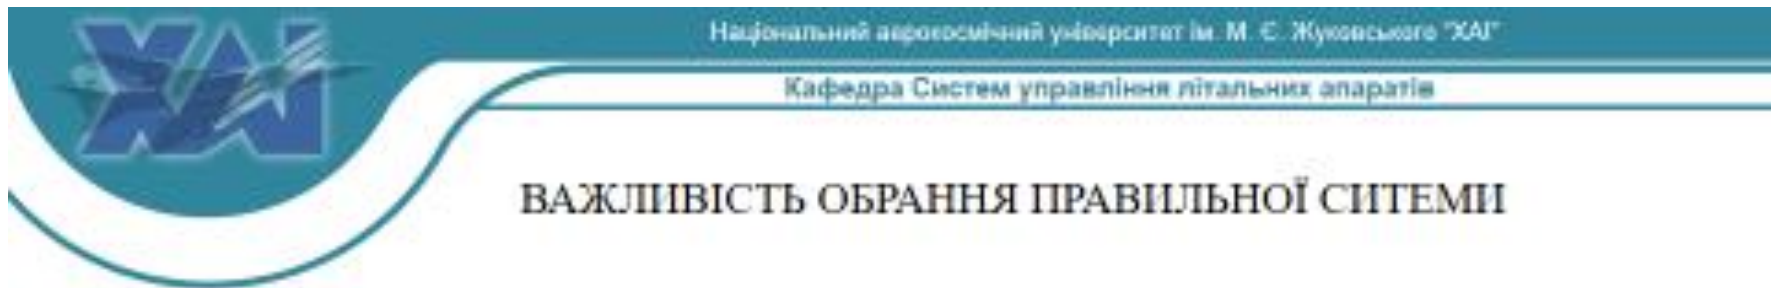 ХАІ
Національний аерокосмічний університет ім. М. Є. Жуковського "ХАІ"
Кафедра Систем управління літальних апаратів
ВАЖЛИВІСТЬ ОБРАННЯ ПРАВИЛЬНОЇ СИТЕМИ